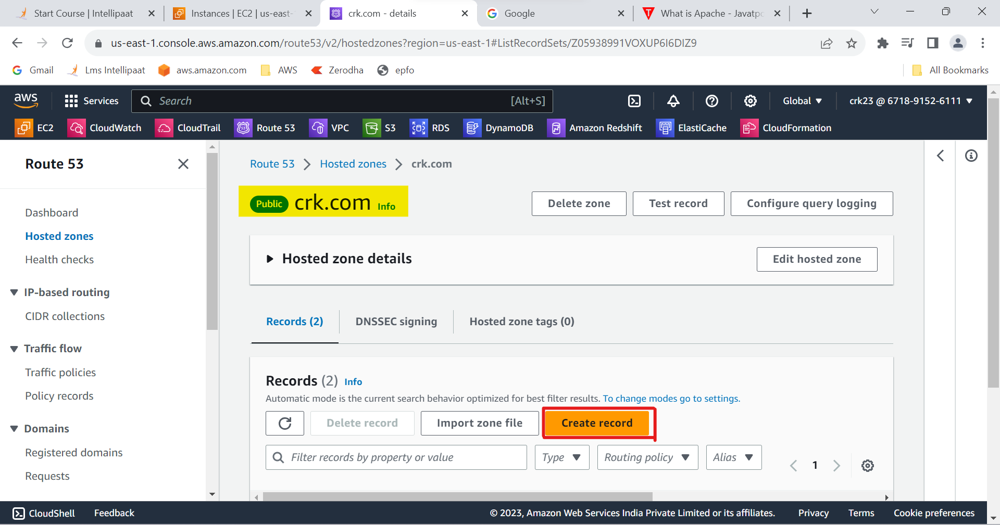 Start Course | Intellipaat
Instances | EC2 | us-east-
crk.com - details
Google
What is Apache - Javatpo
us-east-1.console.aws.amazon.com/route53/v2/hostedzones?region=us-east-1#ListRecordSets/Z05938991VOXUP6I6DIZ9
Gmail
Lms Intellipaat
aws.amazon.com
AWS
Zerodha
epfo
All Bookmarks
aws
Services
Search
[Alt+S]
Global
crk23 @ 6718-9152-6111
EC2
CloudWatch
CloudTrail
Route 53
VPC
S3
RDS
DynamoDB
Amazon Redshift
ElastiCache
CloudFormation
Route 53
Dashboard
Hosted zones
Health checks
IP-based routing
CIDR collections
Traffic flow
Traffic policies
Policy records
Domains
Registered domains
Requests
Route 53
Hosted zones
crk.com
Public crk.com Info
Delete zone
Test record
Configure query logging
Hosted zone details
Edit hosted zone
Records (2)
DNSSEC signing
Hosted zone tags (0)
Records (2) Info
Automatic mode is the current search behavior optimized for best filter results. To change modes go to settings.
Delete record
Import zone file
Create record
Filter records by property or value
Type
Routing policy
Alias
1
CloudShell
Feedback
© 2023, Amazon Web Services India Private Limited or its affiliates.
Privacy
Terms
Cookie preferences